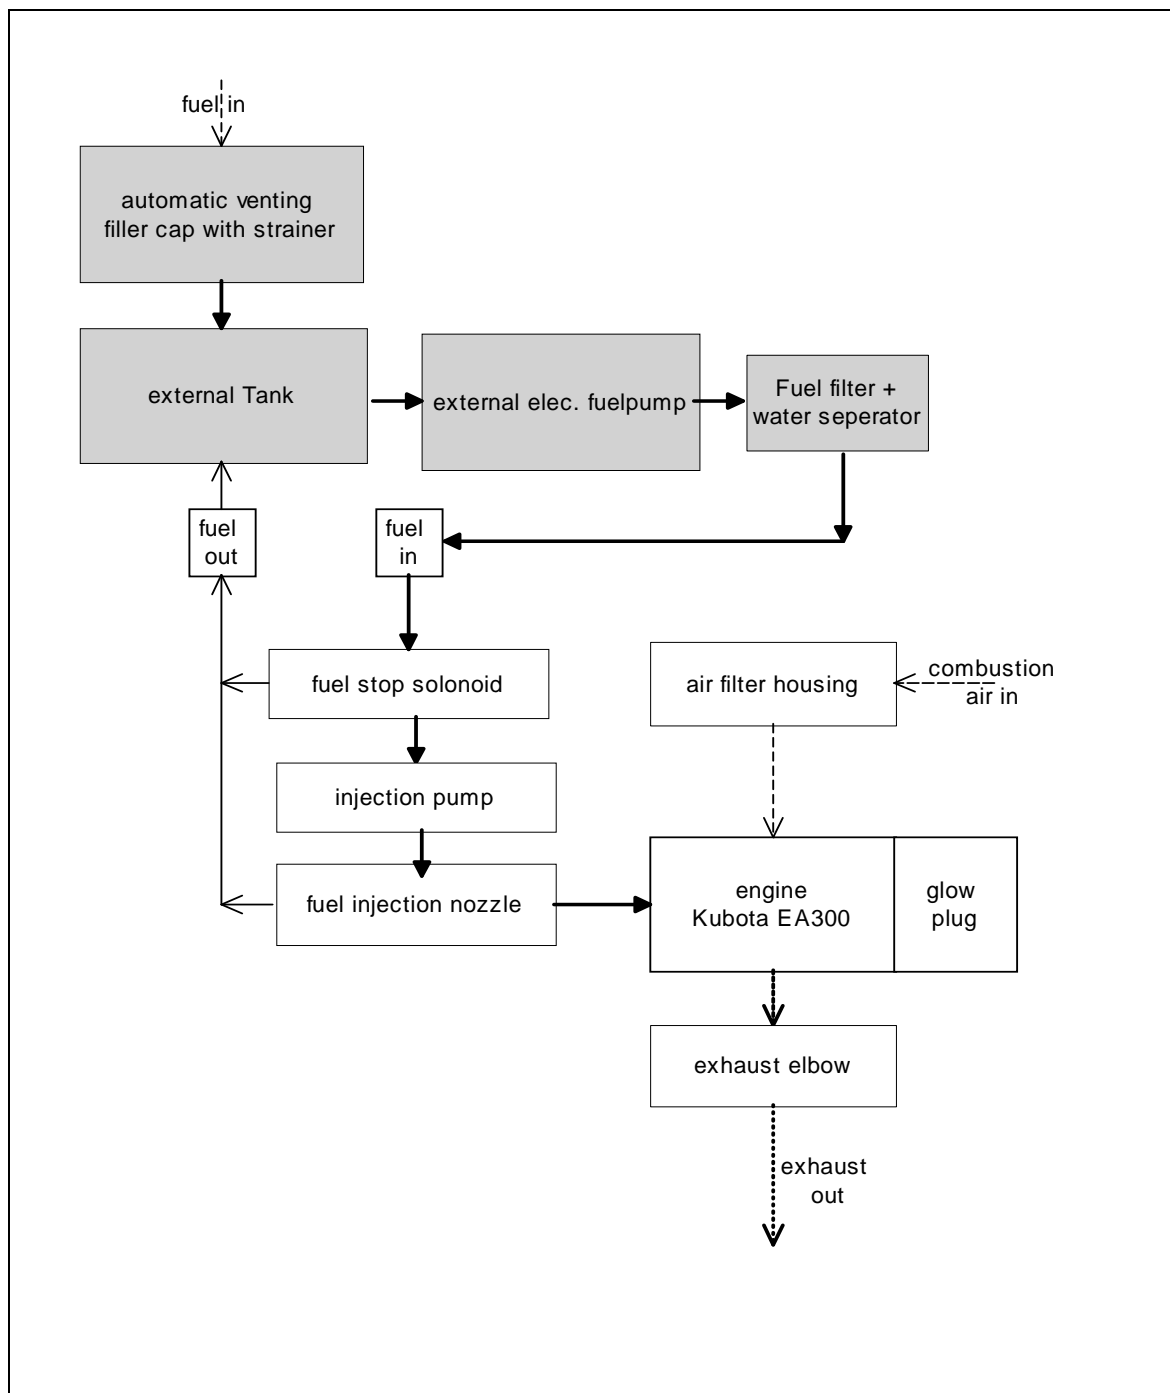 fuel in
automatic venting
filler cap with strainer
external Tank
external elec. fuelpump
Fuel filter +
water seperator
fuel
out
fuel
in
fuel stop solonoid
air filter housing
combustion
air in
injection pump
fuel injection nozzle
engine
Kubota EA300
glow
plug
exhaust elbow
exhaust
out